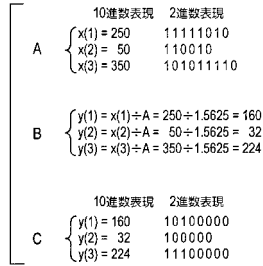 10進数表現 2進数表現
x(1) = 250 11111010
A x(2) = 50 110010
x(3) = 350 101011110
y(1) = x(1)÷A = 250÷1.5625 = 160
B y(2) = x(2)÷A = 50÷1.5625 = 32
y(3) = x(3)÷A = 350÷1.5625 = 224
10進数表現 2進数表現
y(1) = 160 10100000
C y(2) = 32 100000
y(3) = 224 11100000